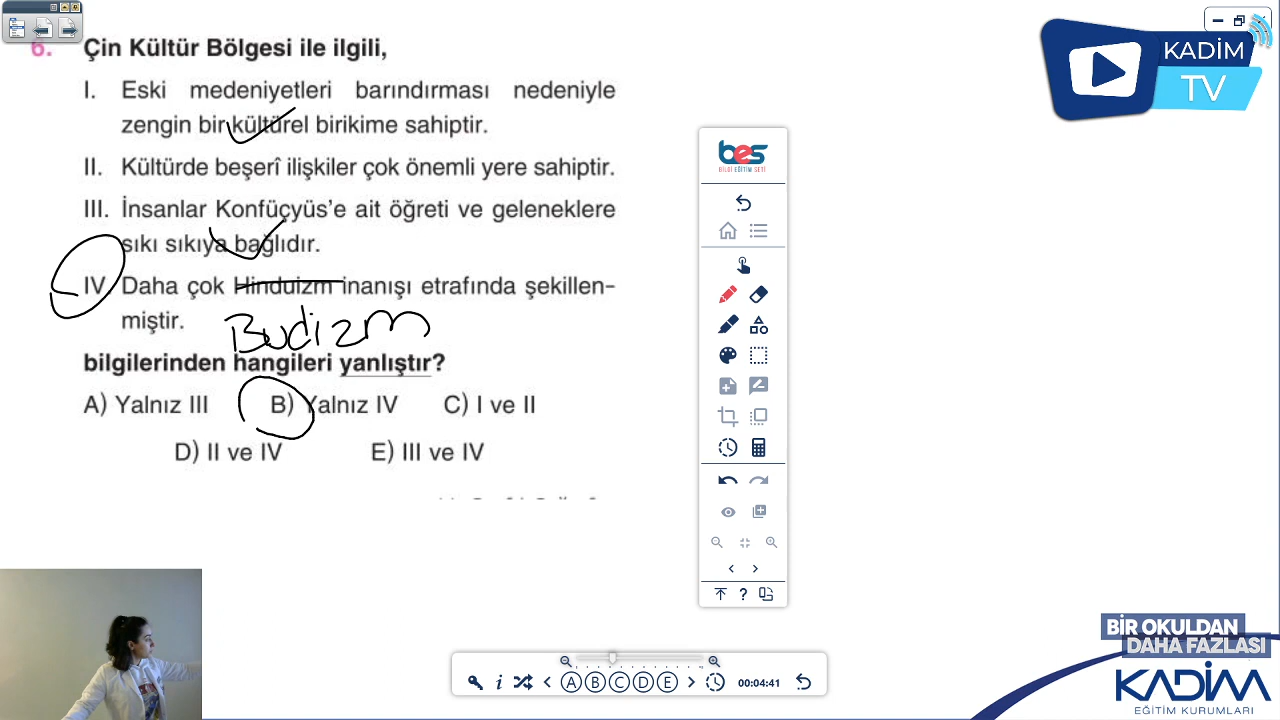 6. Çin Kültür Bölgesi ile ilgili,
I. Eski medeniyetleri barındırması nedeniyle
zengin bir kültürel birikime sahiptir.
II. Kültürde beşerî ilişkiler çok önemli yere sahiptir.
III. İnsanlar Konfüçyüs'e ait öğreti ve geleneklere
sıkı sıkıya bağlıdır.
IV. Daha çok Hinduizm inanışı etrafında şekillen-
miştir.
Budizm
bilgilerinden hangileri yanlıştır?
A) Yalnız III B) Yalnız IV C) I ve II
D) II ve IV E) III ve IV
KADİM
TV
bes
BİLGİ EĞİTİM SETİ
?
i A B C D E 00:04:41
BİR OKULDAN
DAHA FAZLASI
KADİM
EĞİTİM KURUMLARI